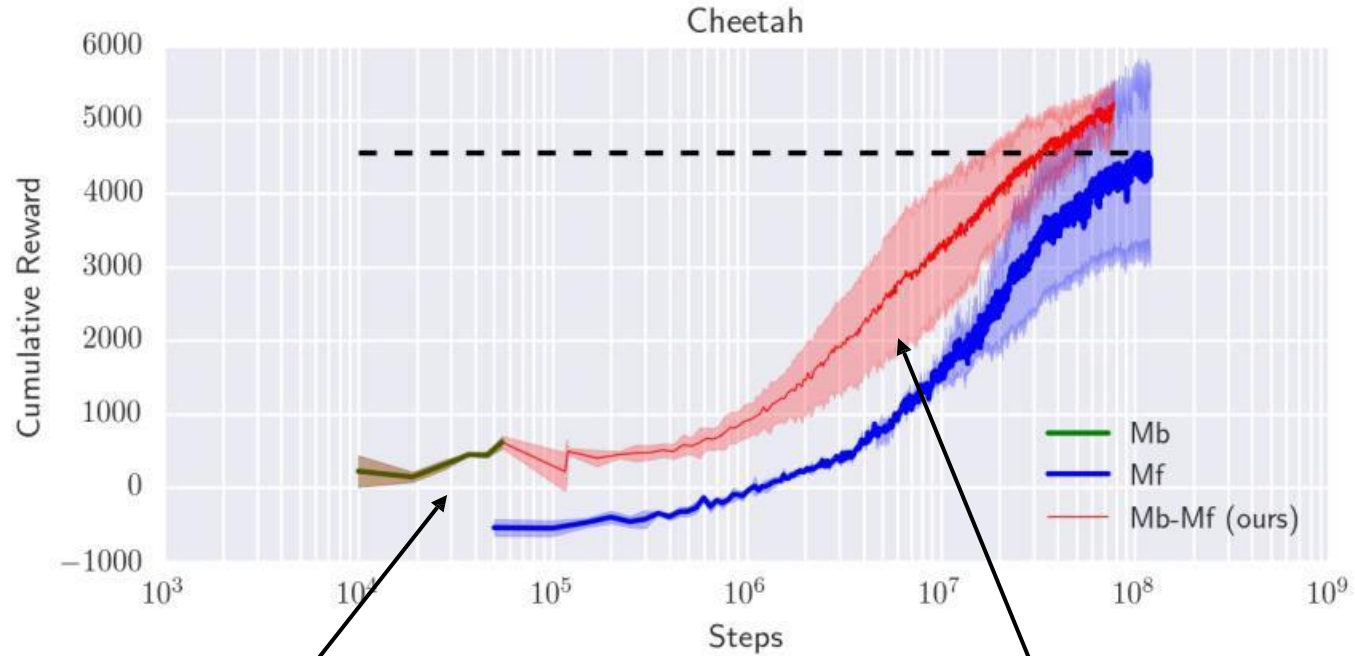 Cheetah
6000
5000
4000
3000
2000
1000
0
−1000
Cumulative Reward
10³ 10⁴ 10⁵ 10⁶ 10⁷ 10⁸ 10⁹
Steps
Mb
Mf
Mb-Mf (ours)